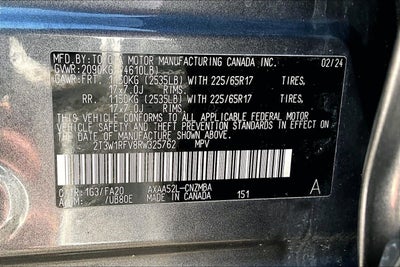 MFD BY: TOYOTA MOTOR MANUFACTURING CANADA INC. 02/24
GVWR: 2090KG (4610LB)
GAWR: FRT. 1150KG (2535LB) WITH 225/65R17 TIRES,
17x7.0J RIMS,
RR. 1150KG (2535LB) WITH 225/65R17 TIRES,
17x7.0J RIMS,
THIS VEHICLE CONFORMS TO ALL APPLICABLE FEDERAL MOTOR
VEHICLE SAFETY, BUMPER, AND THEFT PREVENTION STANDARDS
IN EFFECT ON THE DATE OF MANUFACTURE SHOWN ABOVE.
2T3W1RFV8RW325762 MPV
C/TR: 1G3/FA20 AXAA52L-CNZMBA A
/UB80E MADE IN CANADA 151